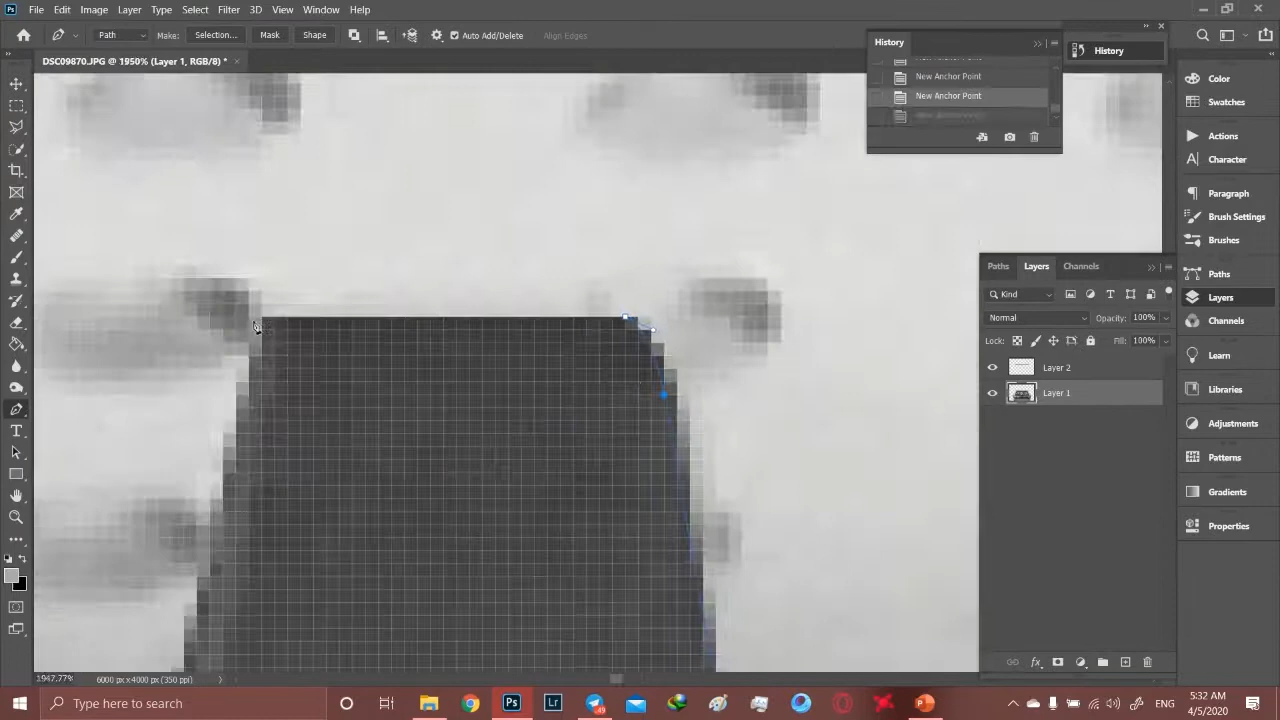 Ps File Edit Image Layer Type Select Filter 3D View Window Help
Path Make: Selection... Mask Shape Auto Add/Delete Align Edges
DSC09870.JPG @ 1950% (Layer 1, RGB/8) *
History
New Anchor Point
New Anchor Point
History
Color
Swatches
Actions
Character
Paragraph
Brush Settings
Brushes
Paths
Layers
Channels
Learn
Libraries
Adjustments
Patterns
Gradients
Properties
Paths Layers Channels
Kind
Normal Opacity: 100%
Lock: Fill: 100%
Layer 2
Layer 1
1947.77% 6000 px x 4000 px (350 ppi)
Type here to search
Ps Lr
ENG
5:32 AM
4/5/2020